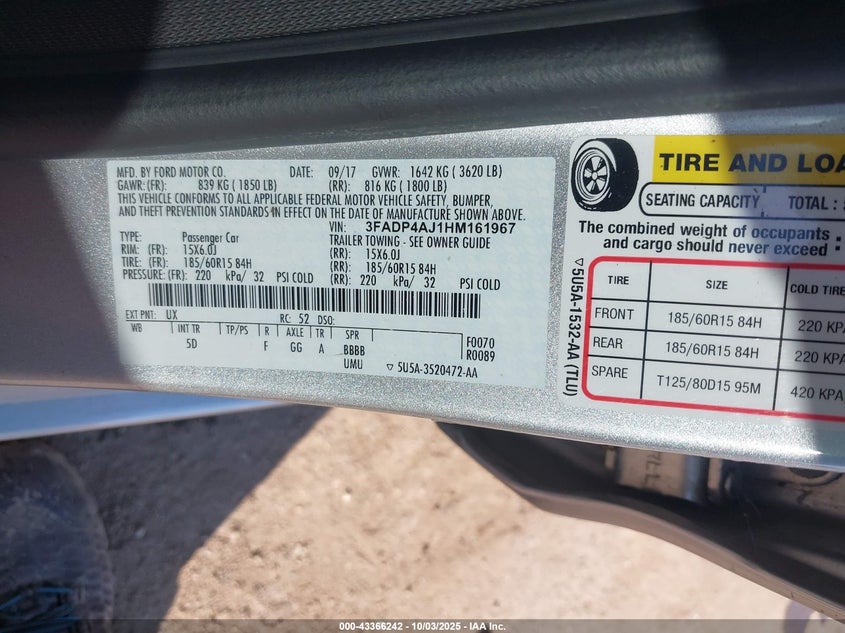 MFD. BY FORD MOTOR CO. DATE: 09/17 GVWR: 1642 KG ( 3620 LB)
GAWR: (FR): 839 KG ( 1850 LB) (RR): 816 KG ( 1800 LB)
THIS VEHICLE CONFORMS TO ALL APPLICABLE FEDERAL MOTOR VEHICLE SAFETY, BUMPER,
AND THEFT PREVENTION STANDARDS IN EFFECT ON THE DATE OF MANUFACTURE SHOWN ABOVE.
VIN: 3FADP4AJ1HM161967
TYPE: Passenger Car TRAILER TOWING - SEE OWNER GUIDE
RIM: (FR): 15X6.0J (RR): 15X6.0J
TIRE: (FR): 185/60R15 84H (RR): 185/60R15 84H
PRESSURE: (FR): 220 kPa/ 32 PSI COLD (RR): 220 kPa/ 32 PSI COLD
EXT PNT: UX RC: 52 DSO:
WB INT TR TP/PS R AXLE TR SPR F0070
5D F GG A BBBB R0089
UMU ▽ 5U5A-3520472-AA
TIRE AND LOA
SEATING CAPACITY TOTAL :
The combined weight of occupants
and cargo should never exceed :
▽5U5A-1532-AA (TLU)
TIRE SIZE COLD TIRE
FRONT 185/60R15 84H 220 KPA
REAR 185/60R15 84H 220 KPA
SPARE T125/80D15 95M 420 KPA
000-43366242 - 10/03/2025 - IAA Inc.